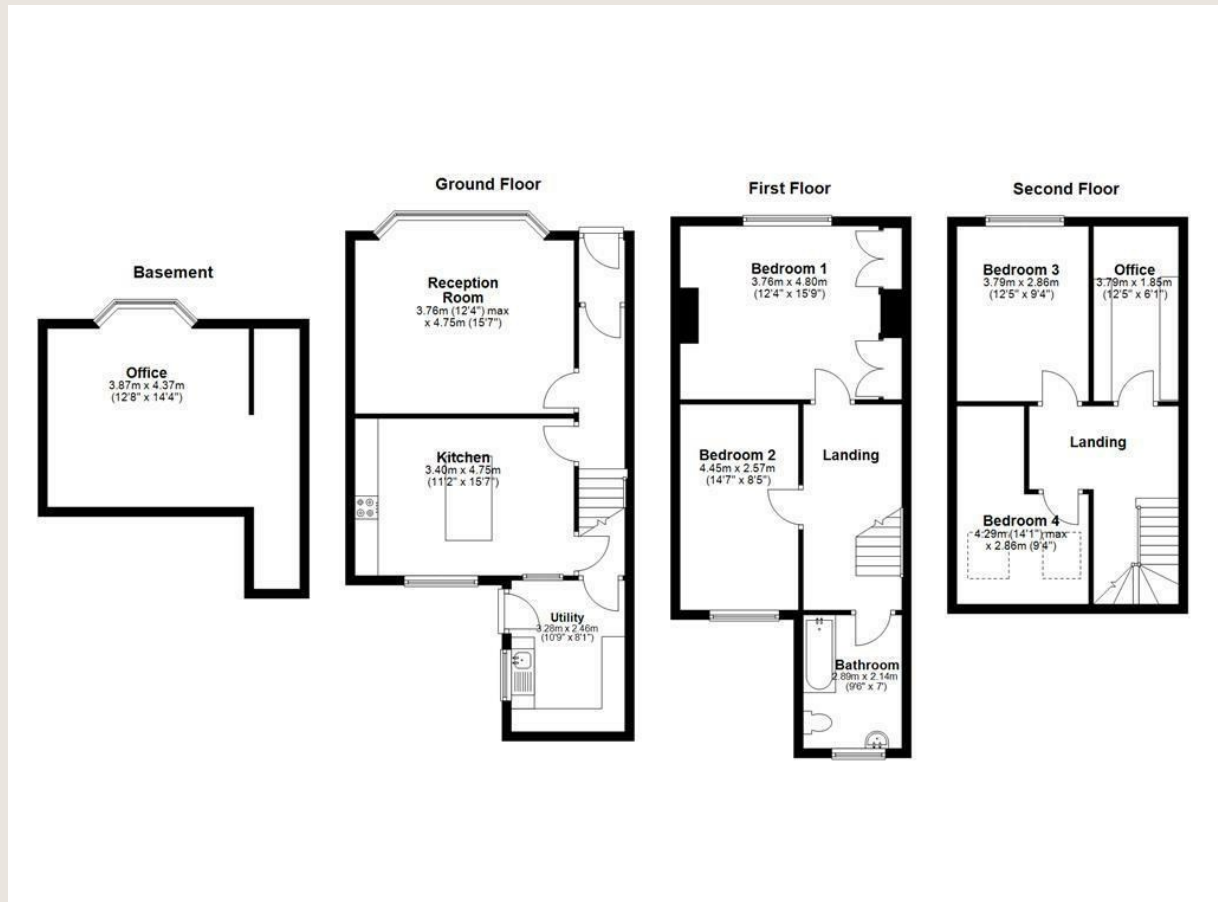 Basement
Office
3.87m x 4.37m
(12'8" x 14'4")
Ground Floor
Reception
Room
3.76m (12'4") max
x 4.75m (15'7")
Kitchen
3.40m x 4.75m
(11'2" x 15'7")
Utility
3.28m x 2.46m
(10'9" x 8'1")
First Floor
Bedroom 1
3.76m x 4.80m
(12'4" x 15'9")
Bedroom 2
4.45m x 2.57m
(14'7" x 8'5")
Landing
Bathroom
2.89m x 2.14m
(9'6" x 7')
Second Floor
Bedroom 3
3.79m x 2.86m
(12'5" x 9'4")
Office
3.79m x 1.85m
(12'5" x 6'1")
Landing
Bedroom 4
4.29m (14'1") max
x 2.86m (9'4")